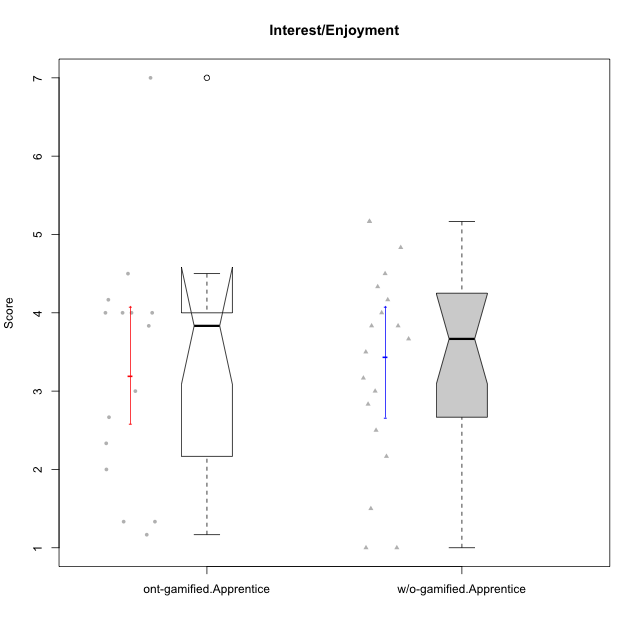 Interest/Enjoyment
Score
7
6
5
4
3
2
1
ont-gamified.Apprentice
w/o-gamified.Apprentice